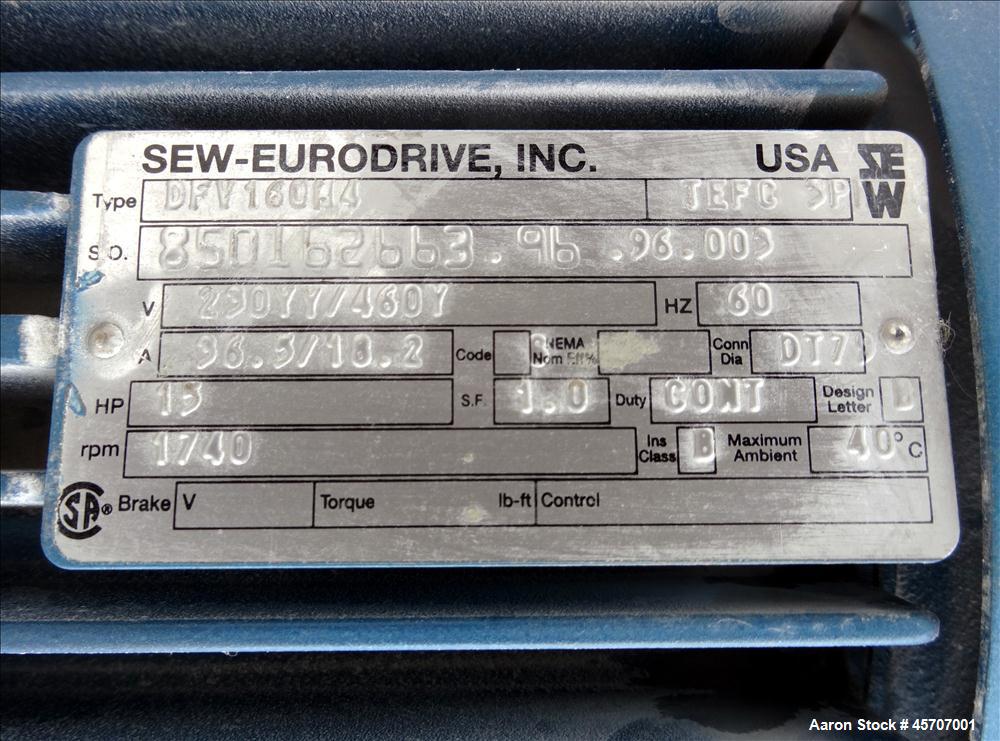 SEW-EURODRIVE, INC. USA SEW
Type DFV160M4 TEFC 3P
S.O. 850162663.96 .96.003
V 230YY/460Y HZ 60
A 36.3/18.2 Code NEMA Nom Eff% Conn Dia DT79
HP 15 S.F. 1.0 Duty CONT Design Letter B
rpm 1740 Ins Class B Maximum Ambient 40°C
SA® Brake V Torque lb-ft Control
Aaron Stock # 45707001